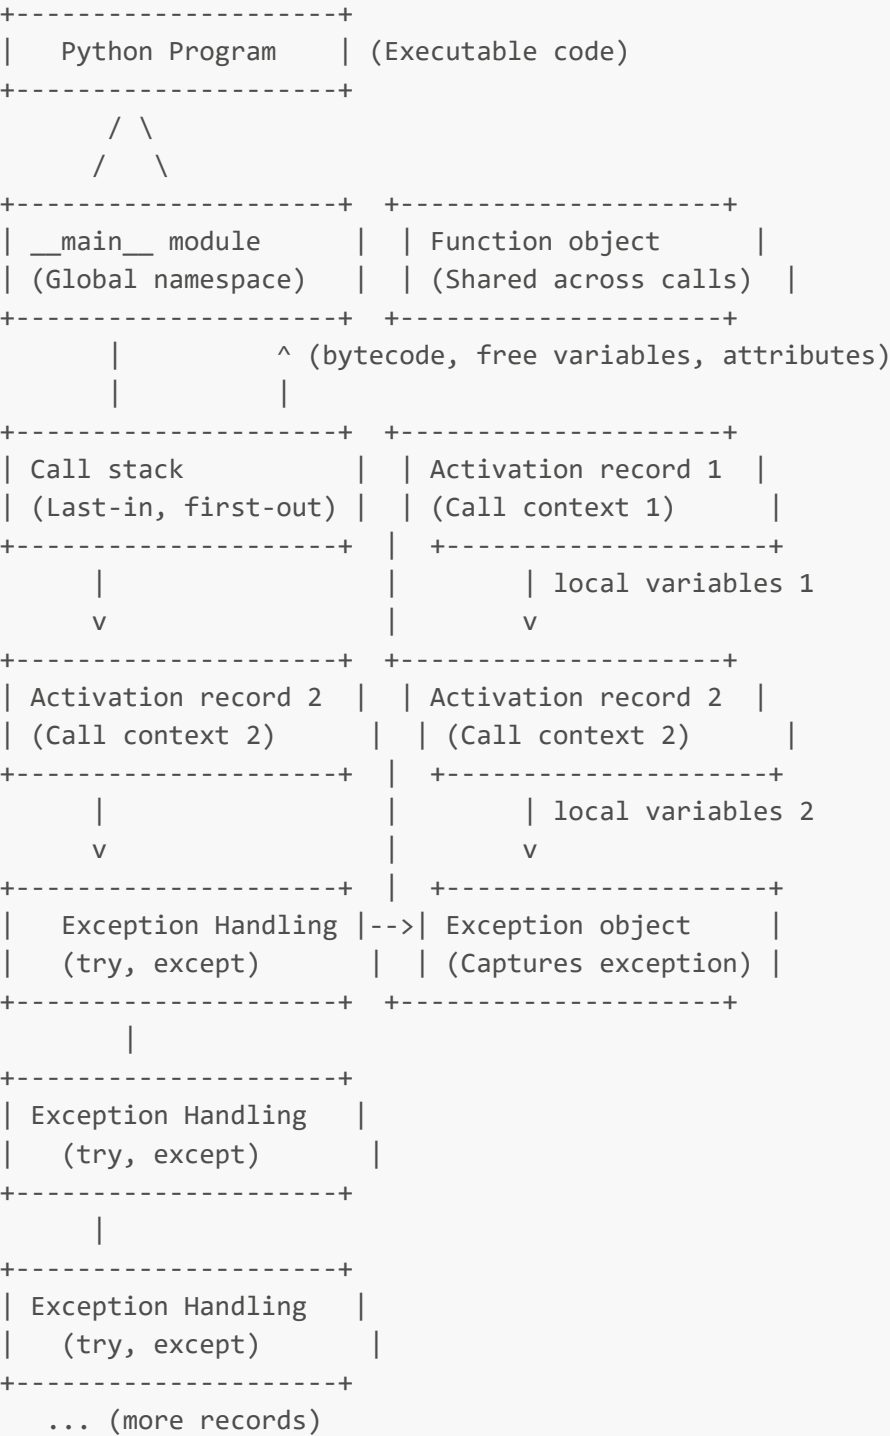 +---------------------+
|   Python Program    | (Executable code)
+---------------------+
       / \
      /   \
+---------------------+  +---------------------+
| __main__ module      |  | Function object      |
| (Global namespace)   |  | (Shared across calls)  |
+---------------------+  +---------------------+
       |          ^ (bytecode, free variables, attributes)
       |          |
+---------------------+  +---------------------+
| Call stack           |  | Activation record 1  |
| (Last-in, first-out) |  | (Call context 1)      |
+---------------------+  |  +---------------------+
      |                  |        | local variables 1
      v                  |        v
+---------------------+  +---------------------+
| Activation record 2  |  | Activation record 2  |
| (Call context 2)      |  | (Call context 2)      |
+---------------------+  |  +---------------------+
      |                  |        | local variables 2
      v                  |        v
+---------------------+  |  +---------------------+
|   Exception Handling |-->| Exception object     |
|   (try, except)       |  | (Captures exception) |
+---------------------+  +---------------------+
        |
+---------------------+
| Exception Handling   |
|   (try, except)       |
+---------------------+
      |
+---------------------+
| Exception Handling   |
|   (try, except)       |
+---------------------+
   ... (more records)